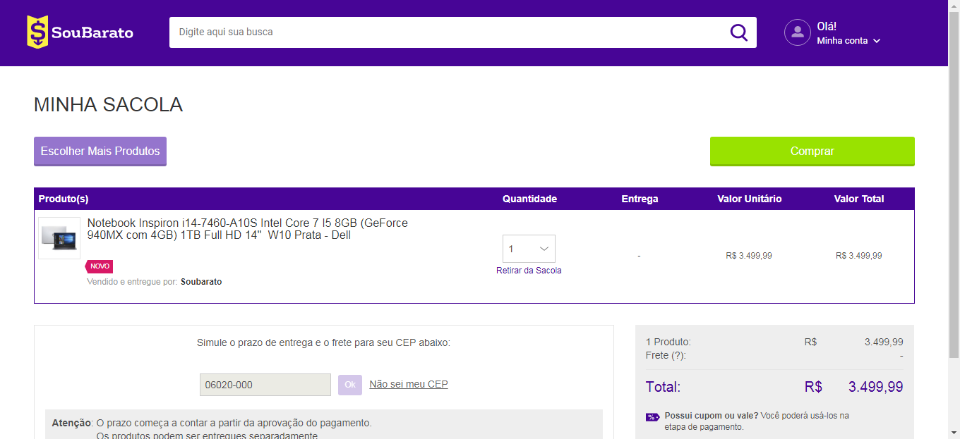 SouBarato
Digite aqui sua busca
Olá!
Minha conta
MINHA SACOLA
Escolher Mais Produtos
Comprar
Produto(s) Quantidade Entrega Valor Unitário Valor Total
Notebook Inspiron i14-7460-A10S Intel Core 7 I5 8GB (GeForce
940MX com 4GB) 1TB Full HD 14" W10 Prata - Dell
NOVO
Vendido e entregue por: Soubarato
1
Retirar da Sacola
-
R$ 3.499,99
R$ 3.499,99
Simule o prazo de entrega e o frete para seu CEP abaixo:
06020-000 Ok Não sei meu CEP
Atenção: O prazo começa a contar a partir da aprovação do pagamento.
Os produtos podem ser entregues separadamente.
1 Produto: R$ 3.499,99
Frete (?): -
Total: R$ 3.499,99
% Possui cupom ou vale? Você poderá usá-los na
etapa de pagamento.